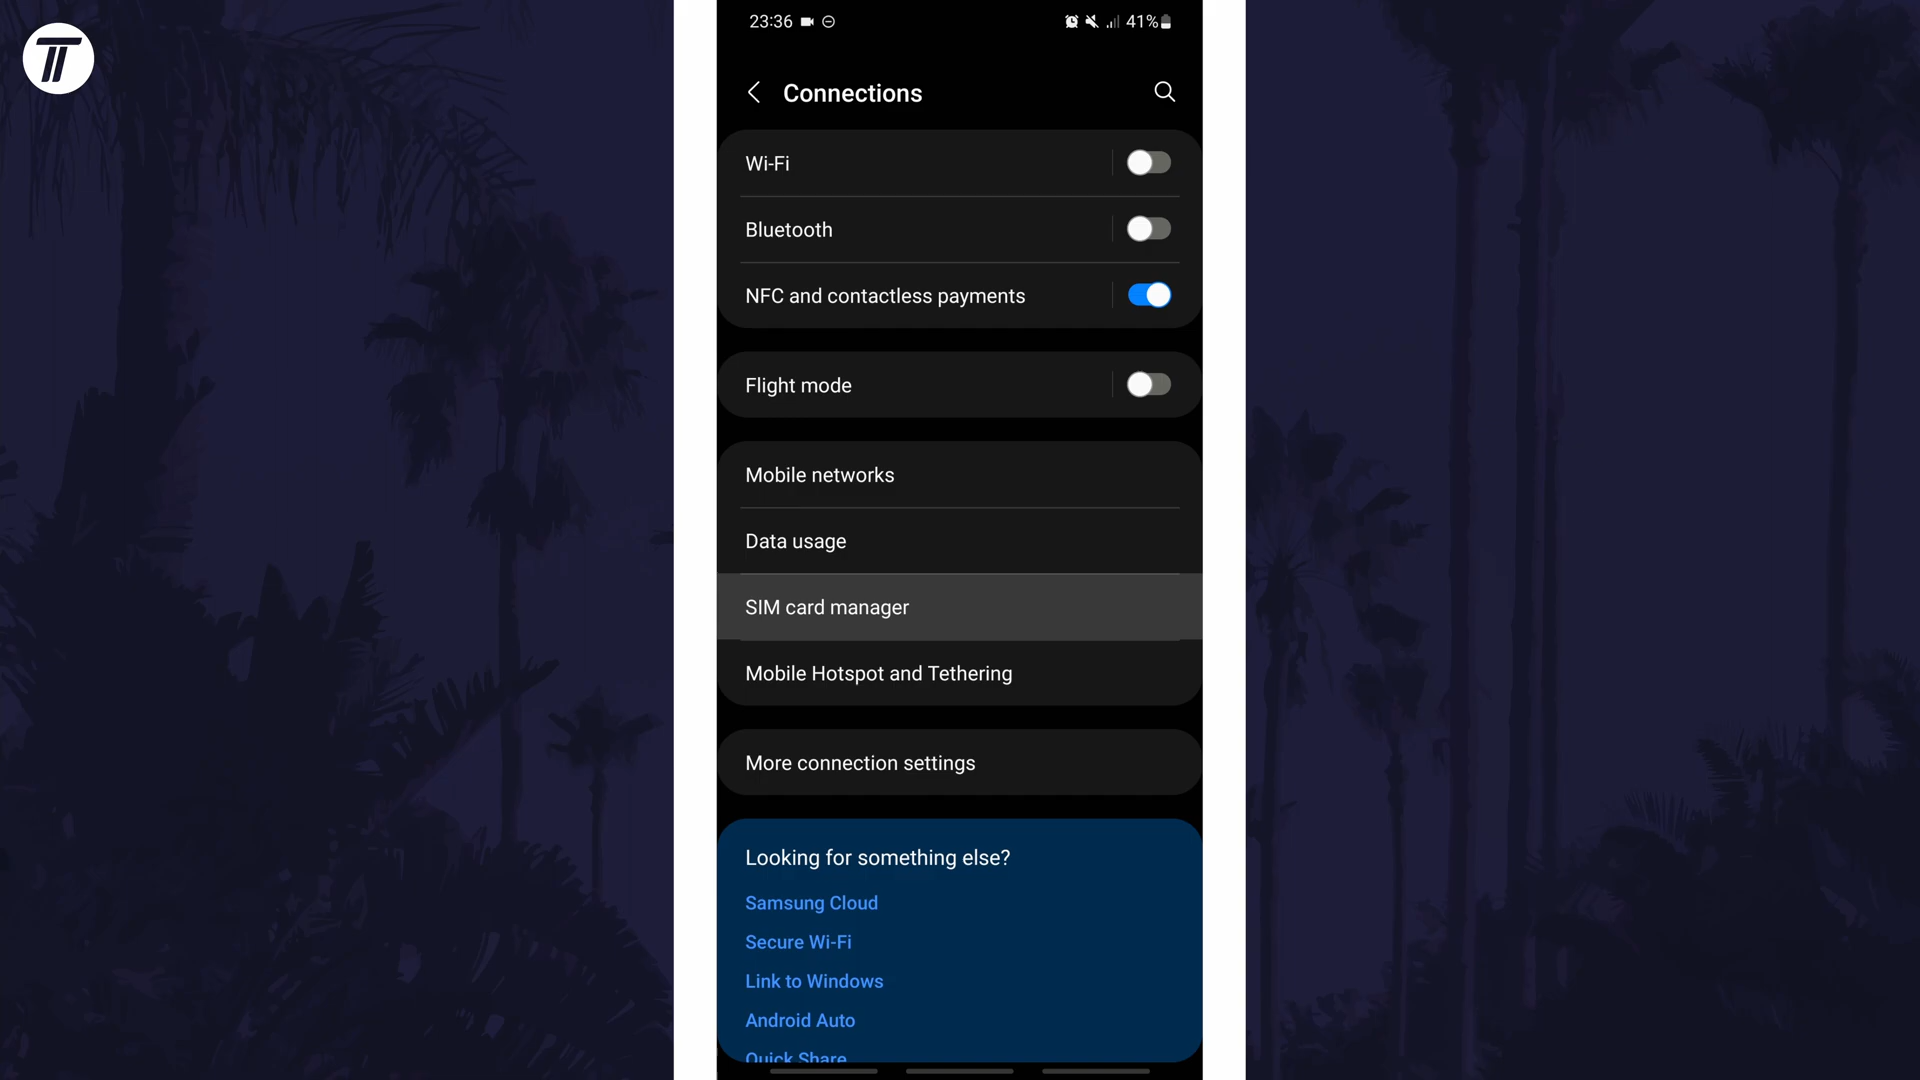 23:36
41%
Connections
Wi-Fi
Bluetooth
NFC and contactless payments
Flight mode
Mobile networks
Data usage
SIM card manager
Mobile Hotspot and Tethering
More connection settings
Looking for something else?
Samsung Cloud
Secure Wi-Fi
Link to Windows
Android Auto
Quick Share